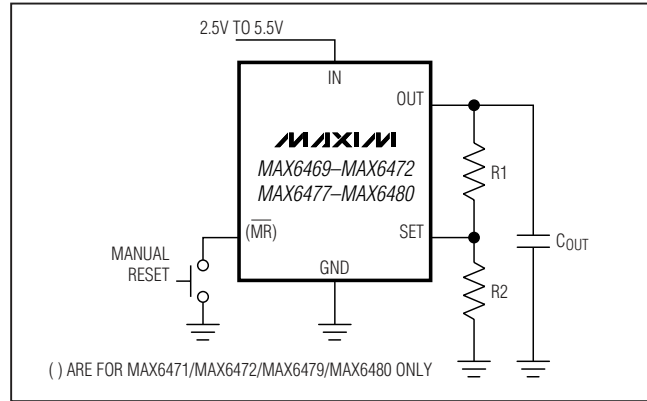 2.5V TO 5.5V
IN
OUT
MAXIM
MAX6469–MAX6472
MAX6477–MAX6480
R1
(MR)
SET
COUT
MANUAL
RESET
GND
R2
( ) ARE FOR MAX6471/MAX6472/MAX6479/MAX6480 ONLY